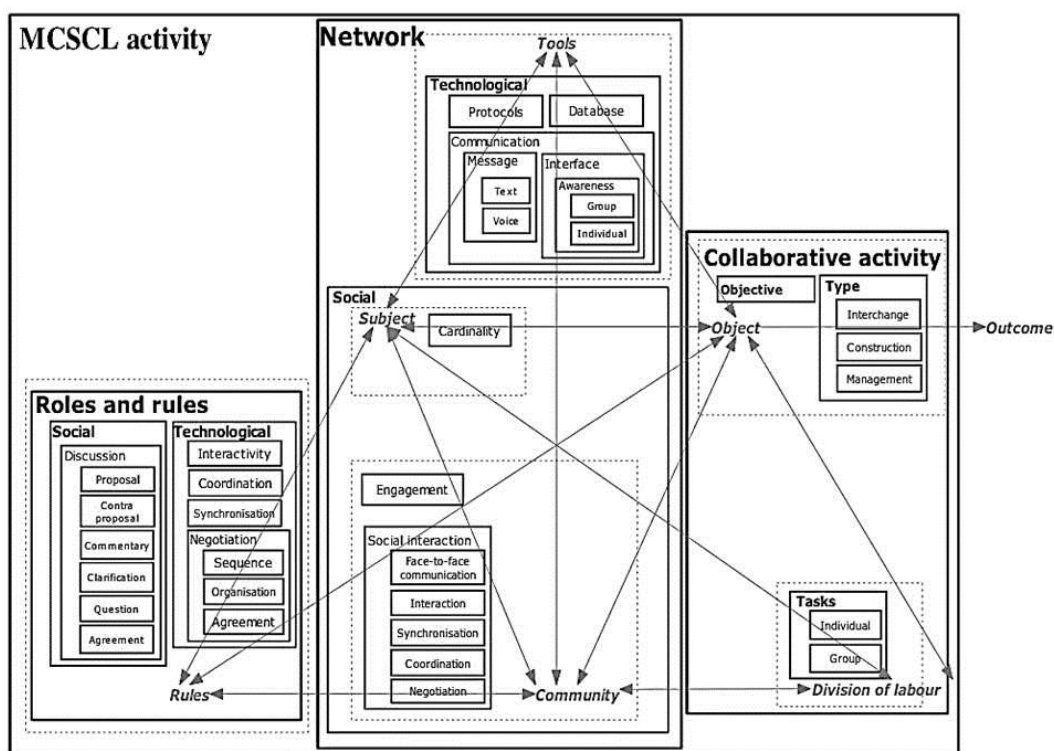 MCSCL activity
Network
Tools
Technological
Protocols
Database
Communication
Message
Text
Voice
Interface
Awareness
Group
Individual
Social
Subject
Cardinality
Engagement
Social interaction
Face-to-face
communication
Interaction
Synchronisation
Coordination
Negotiation
Community
Collaborative activity
Objective
Type
Interchange
Construction
Management
Object
Outcome
Roles and rules
Social
Discussion
Proposal
Contra
proposal
Commentary
Clarification
Question
Agreement
Technological
Interactivity
Coordination
Synchronisation
Negotiation
Sequence
Organisation
Agreement
Rules
Tasks
Individual
Group
Division of labour